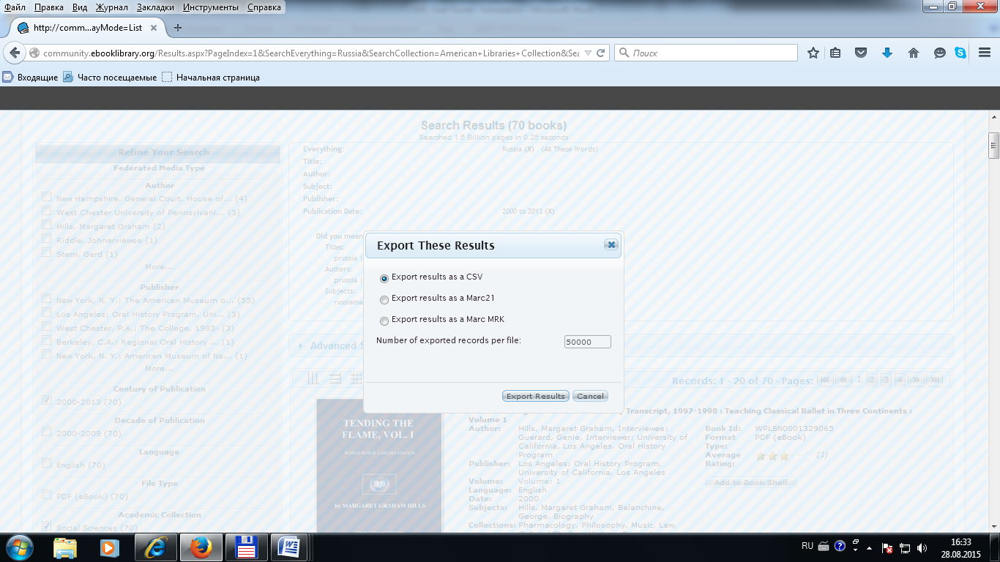 Файл Правка Вид Журнал Закладки Инструменты Справка
http://comm...ayMode=List
community.ebooklibrary.org/Results.aspx?PageIndex=1&SearchEverything=Russia&SearchCollection=American+Libraries+Collection&Sea
Поиск
Входящие Часто посещаемые Начальная страница
Search Results (70 books)
Searched 1.5 Billion pages in 0.25 seconds
Refine Your Search
Federated Media Type
Author
New Hampshire. General Court. House of... (4)
West Chester University of Pennsylvani... (3)
Hills, Margaret Graham (2)
Riddle, Johnerviewee (1)
Stern, Gerd (1)
More...
Publisher
New York, N. Y.: The American Museum o... (55)
Los Angeles; Oral History Program, Uni... (3)
West Chester, P.A.; The College, 1983- (3)
Berkeley, C.A.; Regional Oral History ... (1)
New York, N. Y.: American Museum of Na... (1)
More...
Century of Publication
2000-2013 (70)
Decade of Publication
2000-2009 (70)
Language
English (70)
File Type
PDF (eBook) (70)
Academic Collection
Social Sciences (70)
Everything: Russia (X) (All These Words)
Title:
Author:
Subject:
Publisher:
Publication Date: 2000 to 2013 (X)
Did you mean
Titles:
prussia (
Authors:
prussia (
Subjects:
russiansa
Export These Results
Export results as a CSV
Export results as a Marc21
Export results as a Marc MRK
Number of exported records per file: 50000
Export Results Cancel
Advanced S
Records: 1 - 20 of 70 - Pages: 1 2 3 4
TENDING THE
FLAME, VOL. I
WORLD PUBLIC LIBRARY EDITION
by MARGARET GRAHAM HILLS
y Transcript, 1997-1998 : Teaching Classical Ballet in Three Continents :
Volume 1
Author: Hills, Margaret Graham, Interviewee;
Guerard, Genie, Interviewer; University of
California, Los Angeles. Oral History
Program
Publisher: Los Angeles; Oral History Program,
University of California, Los Angeles
Volume: Volume: 1
Language: English
Date: 2000
Subjects: Hills, Margaret Graham, Balanchine,
George, Biography
Collections: Pharmacology, Philosophy, Music, Law,
Book Id: WPLBN0001329065
Format Type: PDF (eBook)
Average Rating: (3)
Add to Book Shelf
RU
16:33
28.08.2015